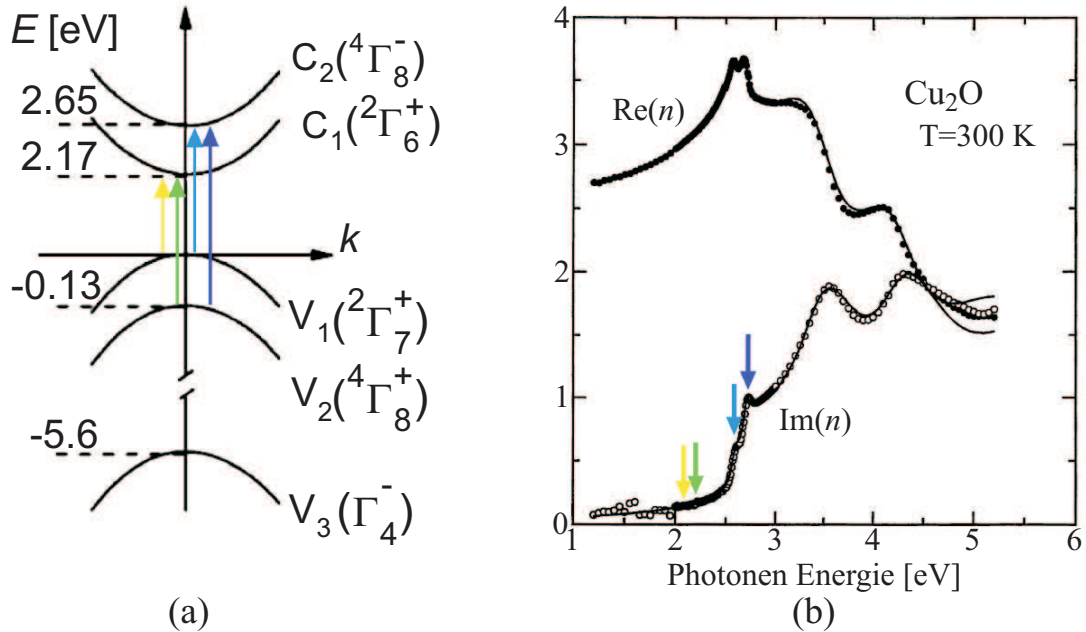 E [eV]
C₂(⁴Γ₈⁻)
2.65
C₁(²Γ₆⁺)
2.17
k
-0.13
V₁(²Γ₇⁺)
V₂(⁴Γ₈⁺)
-5.6
V₃(Γ₄⁻)
(a)
4
Re(n)
Cu₂O
T=300 K
3
2
1
Im(n)
0
1 2 3 4 5 6
Photonen Energie [eV]
(b)